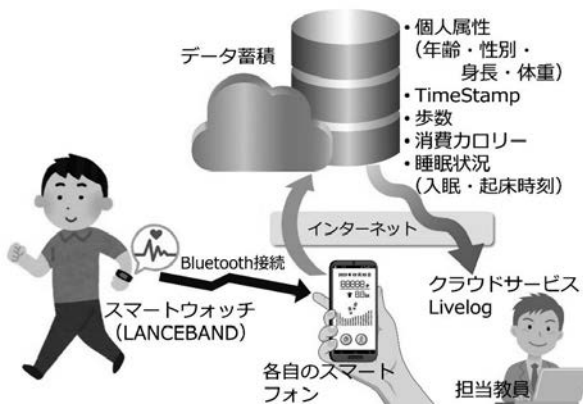 データ蓄積
・個人属性
（年齢・性別・
身長・体重）
・TimeStamp
・歩数
・消費カロリー
・睡眠状況
（入眠・起床時刻）
インターネット
Bluetooth接続
スマートウォッチ
（LANCEBAND）
クラウドサービス
Livelog
各自のスマート
フォン
担当教員